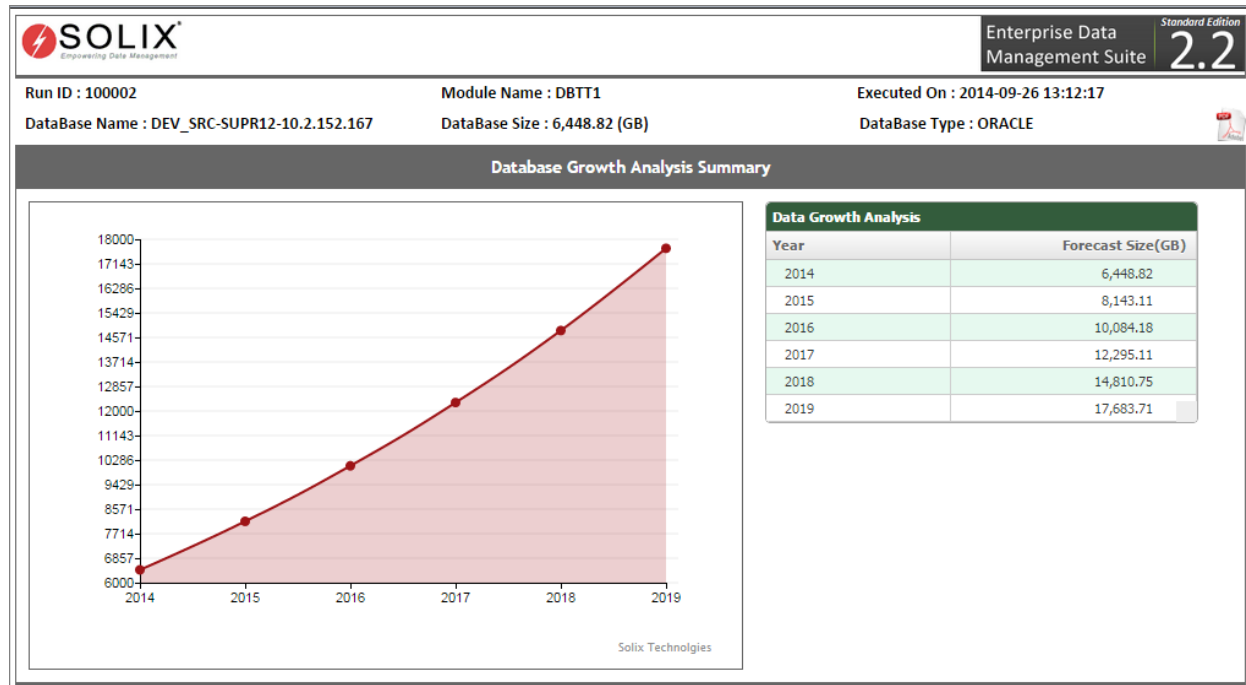 SOLIX
Empowering Data Management
Enterprise Data
Management Suite
Standard Edition
2.2
Run ID : 100002
Module Name : DBTT1
Executed On : 2014-09-26 13:12:17
DataBase Name : DEV_SRC-SUPR12-10.2.152.167
DataBase Size : 6,448.82 (GB)
DataBase Type : ORACLE
PDF
Database Growth Analysis Summary
18000
17143
16286
15429
14571
13714
12857
12000
11143
10286
9429
8571
7714
6857
6000
2014 2015 2016 2017 2018 2019
Solix Technolgies
Data Growth Analysis
Year Forecast Size(GB)
2014 6,448.82
2015 8,143.11
2016 10,084.18
2017 12,295.11
2018 14,810.75
2019 17,683.71